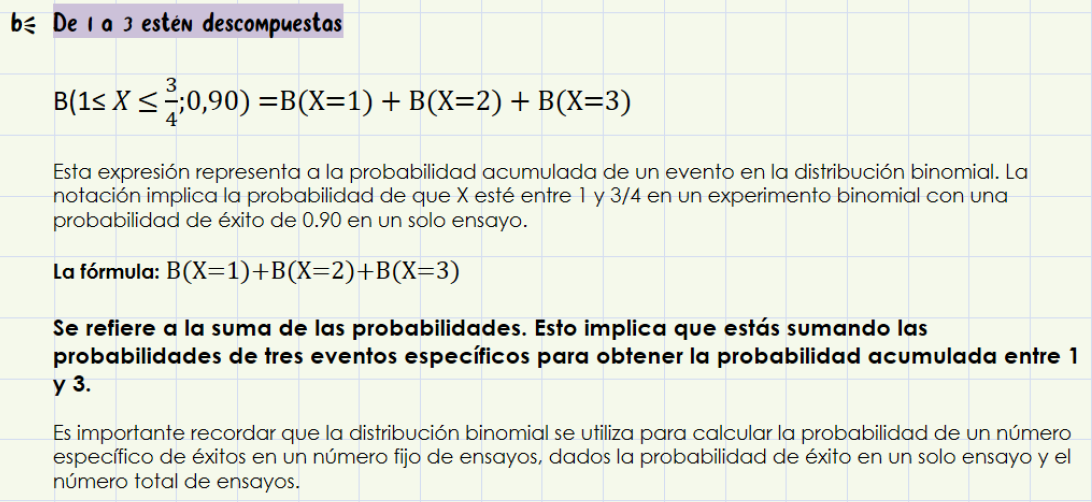 b⋲ De 1 a 3 estén descompuestas
B(1≤ X ≤ 3/4;0,90) =B(X=1) + B(X=2) + B(X=3)
Esta expresión representa a la probabilidad acumulada de un evento en la distribución binomial. La
notación implica la probabilidad de que X esté entre 1 y 3/4 en un experimento binomial con una
probabilidad de éxito de 0.90 en un solo ensayo.
La fórmula: B(X=1)+B(X=2)+B(X=3)
Se refiere a la suma de las probabilidades. Esto implica que estás sumando las
probabilidades de tres eventos específicos para obtener la probabilidad acumulada entre 1
y 3.
Es importante recordar que la distribución binomial se utiliza para calcular la probabilidad de un número
específico de éxitos en un número fijo de ensayos, dados la probabilidad de éxito en un solo ensayo y el
número total de ensayos.